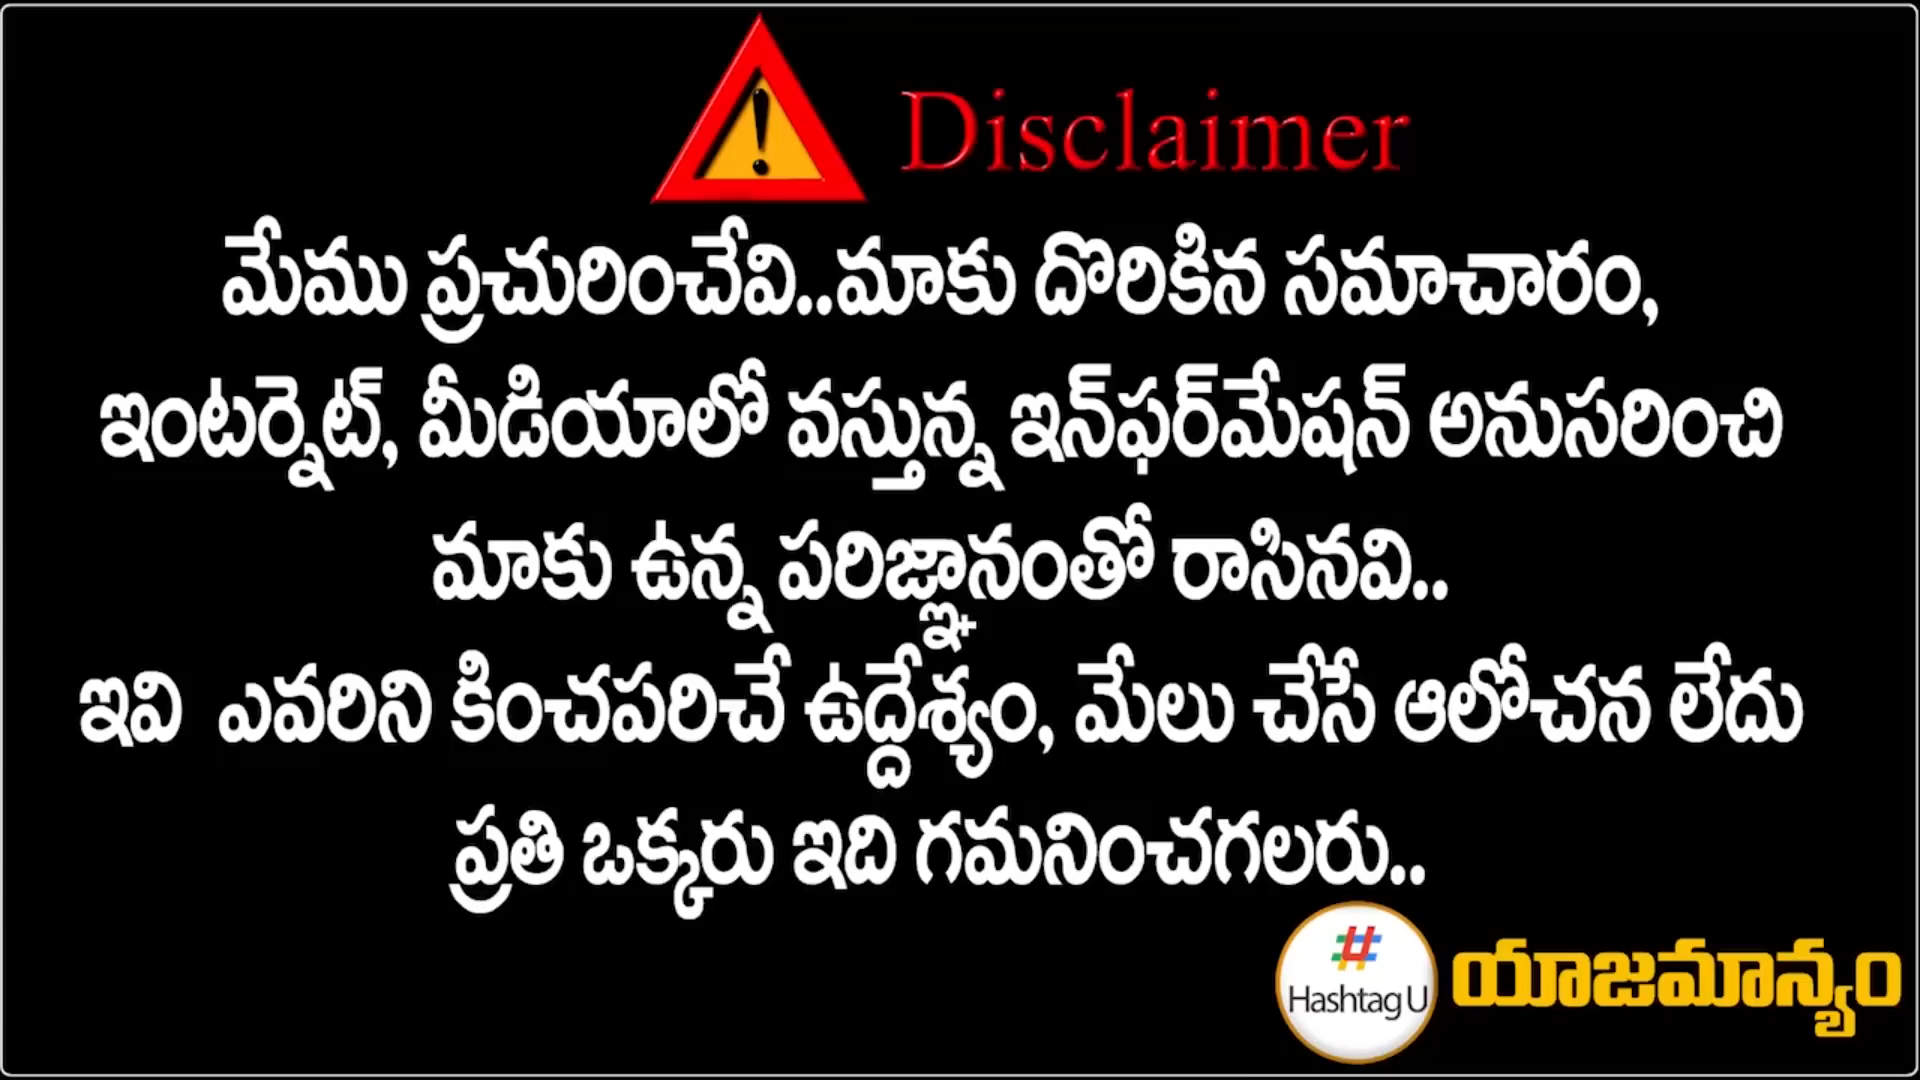 Disclaimer
మేము ప్రచురించేవి..మాకు దొరికిన సమాచారం,
ఇంటర్నెట్, మీడియాలో వస్తున్న ఇన్‌ఫర్‌మేషన్ అనుసరించి
మాకు ఉన్న పరిజ్ఞానంతో రాసినవి..
ఇవి ఎవరిని కించపరిచే ఉద్దేశ్యం, మేలు చేసే ఆలోచన లేదు
ప్రతి ఒక్కరు ఇది గమనించగలరు..
Hashtag U
యాజమాన్యం